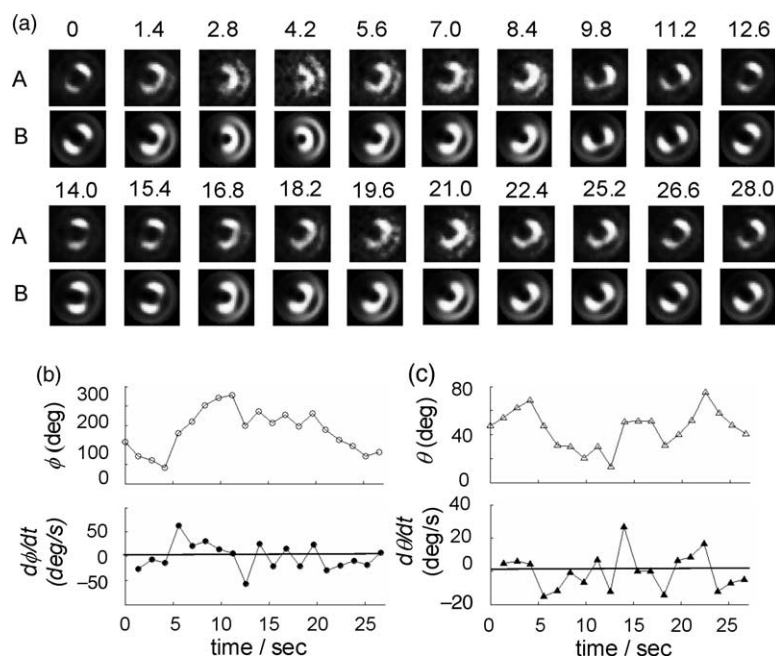 (a) 0 1.4 2.8 4.2 5.6 7.0 8.4 9.8 11.2 12.6
A
B
14.0 15.4 16.8 18.2 19.6 21.0 22.4 25.2 26.6 28.0
A
B
(b)
300
200
100
0
ϕ (deg)
50
0
−50
dϕ/dt
(deg/s)
0 5 10 15 20 25
time / sec
(c)
80
40
0
θ (deg)
40
20
0
−20
dθ/dt
(deg/s)
0 5 10 15 20 25
time / sec